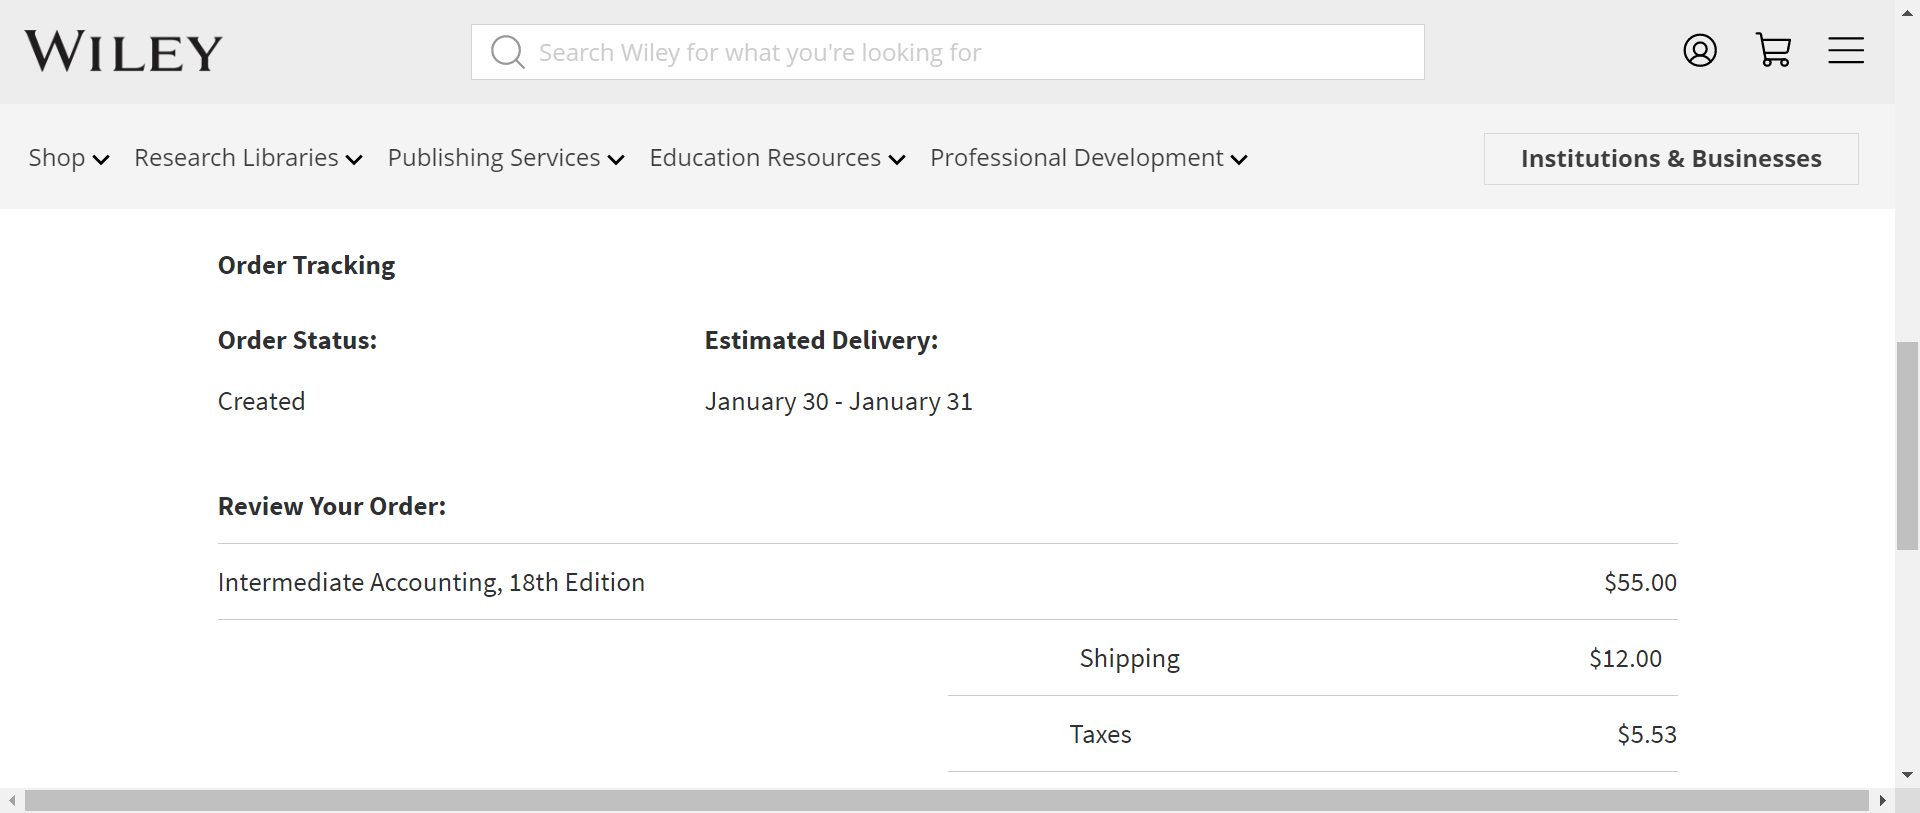 WILEY
Search Wiley for what you're looking for
Shop Research Libraries Publishing Services Education Resources Professional Development Institutions & Businesses
Order Tracking
Order Status: Estimated Delivery:
Created January 30 - January 31
Review Your Order:
Intermediate Accounting, 18th Edition $55.00
Shipping $12.00
Taxes $5.53